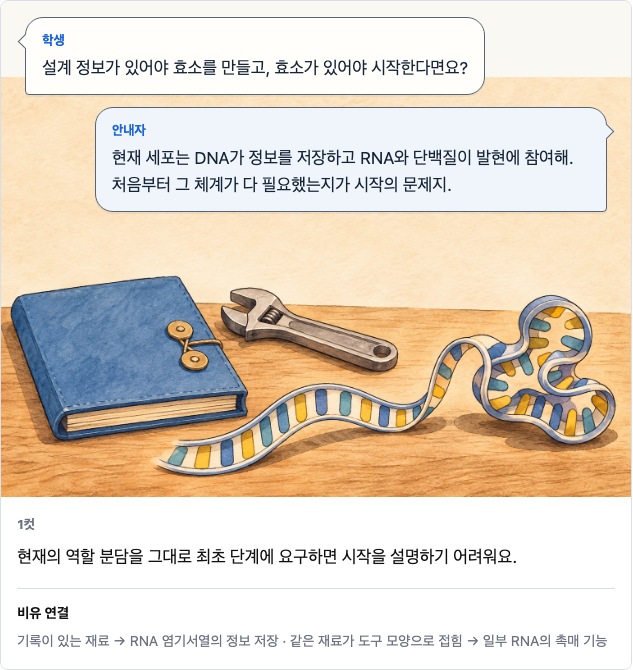 학생
설계 정보가 있어야 효소를 만들고, 효소가 있어야 시작한다면요?
안내자
현재 세포는 DNA가 정보를 저장하고 RNA와 단백질이 발현에 참여해.
처음부터 그 체계가 다 필요했는지가 시작의 문제지.
1컷
현재의 역할 분담을 그대로 최초 단계에 요구하면 시작을 설명하기 어려워요.
비유 연결
기록이 있는 재료 → RNA 염기서열의 정보 저장 · 같은 재료가 도구 모양으로 접힘 → 일부 RNA의 촉매 기능